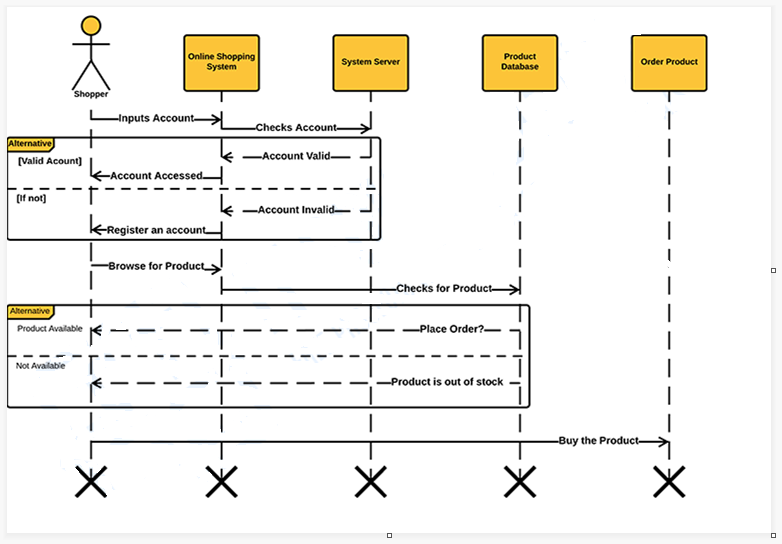 Shopper
Online Shopping
System
System Server
Product
Database
Order Product
Inputs Account
Checks Account
Alternative
[Valid Acount]
Account Valid
Account Accessed
[If not]
Account Invalid
Register an account
Browse for Product
Checks for Product
Alternative
Product Available
Place Order?
Not Available
Product is out of stock
Buy the Product